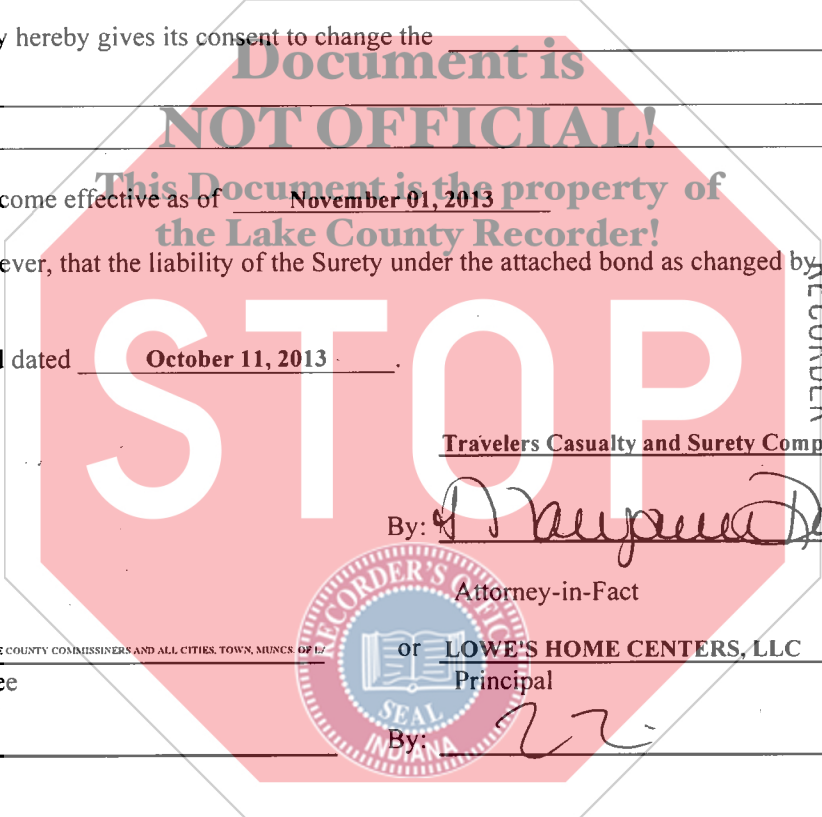 hereby gives its consent to change the
Document is
NOT OFFICIAL!
This Document is the property of
the Lake County Recorder!
come effective as of November 01, 2013
ever, that the liability of the Surety under the attached bond as changed by
RECORDER
dated October 11, 2013.
STOP
Travelers Casualty and Surety Comp
By:
Attorney-in-Fact
RECORDER'S OFFICE
SEAL
INDIANA
COUNTY COMMISSINERS AND ALL CITIES, TOWN, MUNCS. OF LA
or LOWE'S HOME CENTERS, LLC
ee
Principal
By: